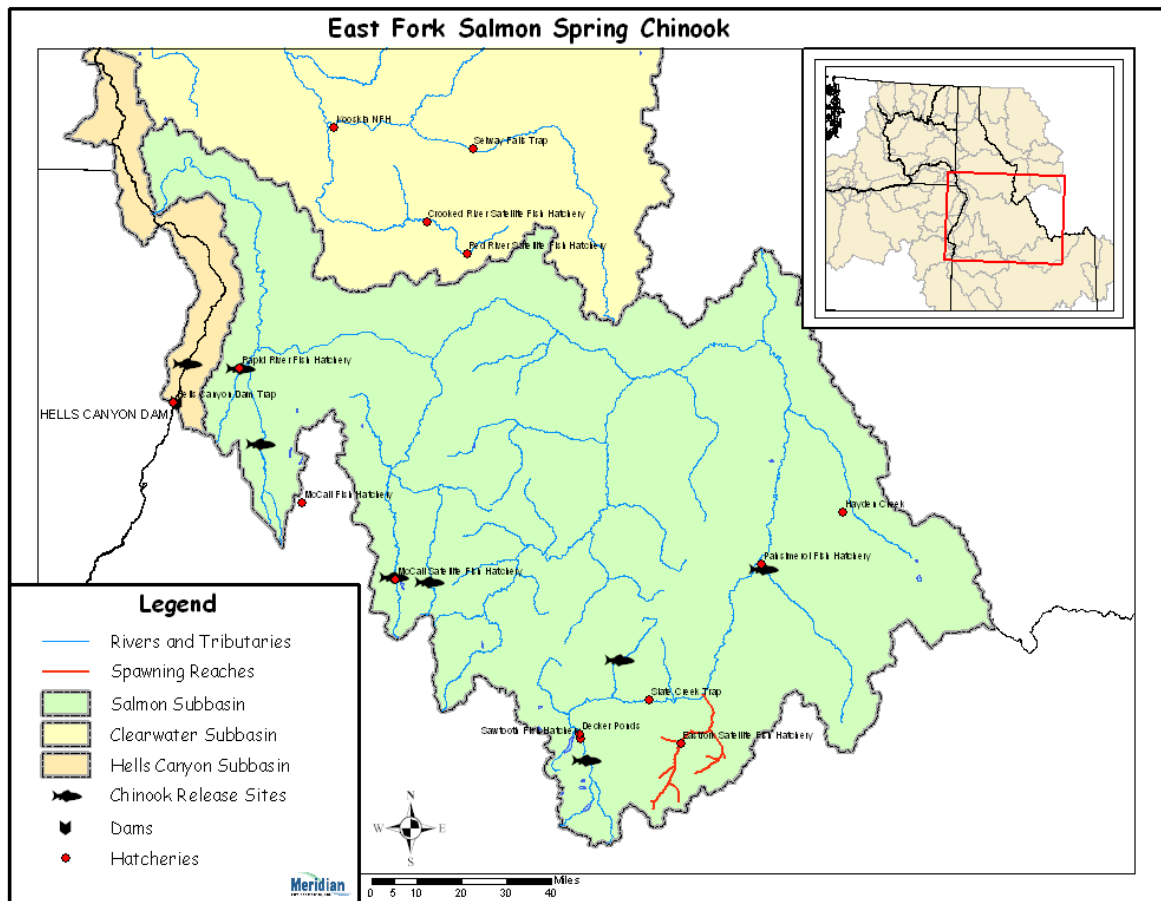 East Fork Salmon Spring Chinook
Kooskia NFH
Selway Falls Trap
Crooked River Satellite Fish Hatchery
Red River Satellite Fish Hatchery
Rapid River Fish Hatchery
Hells Canyon Dam Trap
HELLS CANYON DAM
McCall Fish Hatchery
Hayden Creek
Pahsimeroi Fish Hatchery
McCall Satellite Fish Hatchery
Slate Creek Trap
Sawtooth Fish Hatchery
Decker Ponds
Eastfork Satellite Fish Hatchery
Legend
Rivers and Tributaries
Spawning Reaches
Salmon Subbasin
Clearwater Subbasin
Hells Canyon Subbasin
Chinook Release Sites
Dams
Hatcheries
Meridian
N
W E
S
Miles
0 5 10 20 30 40